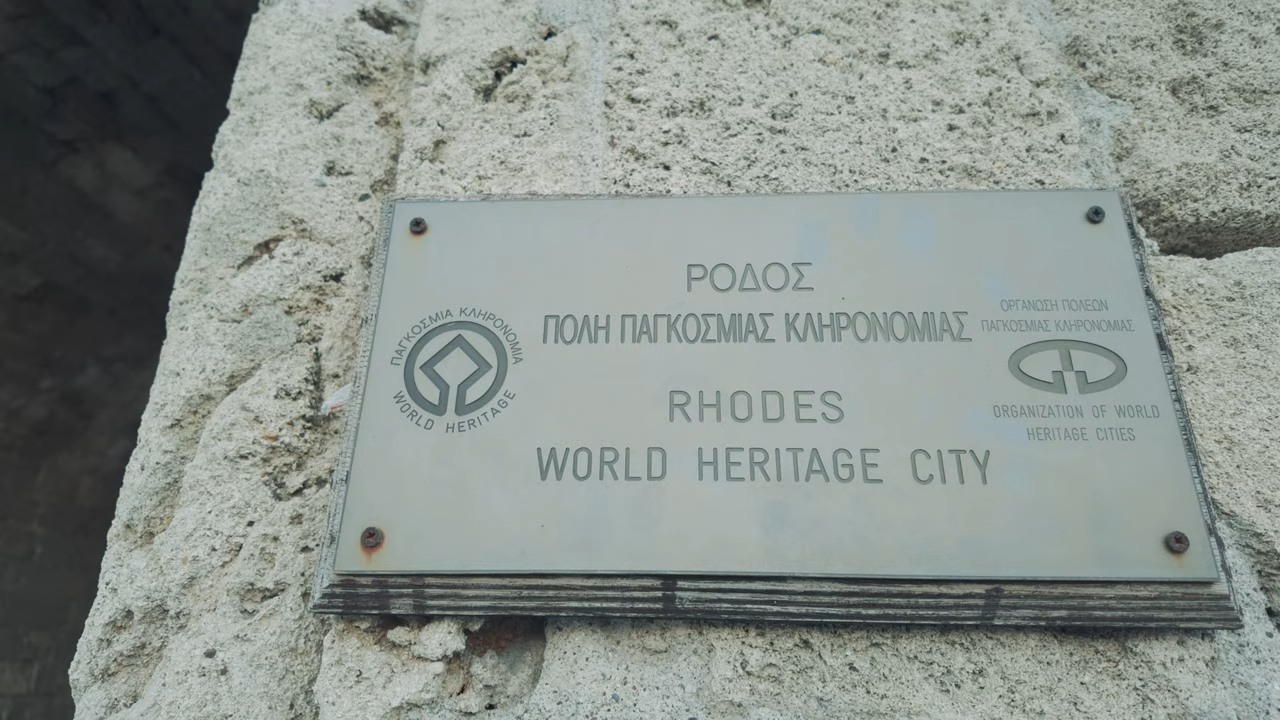 ΡΟΔΟΣ
ΠΟΛΗ ΠΑΓΚΟΣΜΙΑΣ ΚΛΗΡΟΝΟΜΙΑΣ
RHODES
WORLD HERITAGE CITY
ΠΑΓΚΟΣΜΙΑ ΚΛΗΡΟΝΟΜΙΑ
WORLD HERITAGE
ΟΡΓΑΝΩΣΗ ΠΟΛΕΩΝ
ΠΑΓΚΟΣΜΙΑΣ ΚΛΗΡΟΝΟΜΙΑΣ
ORGANIZATION OF WORLD
HERITAGE CITIES